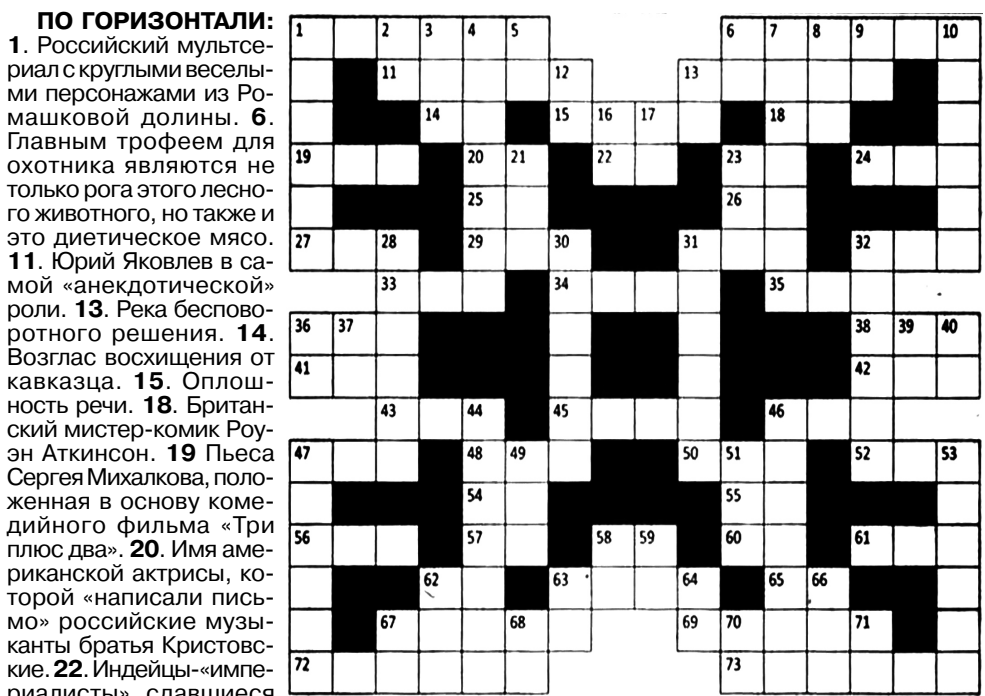 ПО ГОРИЗОНТАЛИ:
1. Российский мультсе-
риал с круглыми веселы-
ми персонажами из Ро-
машковой долины. 6.
Главным трофеем для
охотника являются не
только рога этого лесно-
го животного, но также и
это диетическое мясо.
11. Юрий Яковлев в са-
мой «анекдотической»
роли. 13. Река беспово-
ротного решения. 14.
Возглас восхищения от
кавказца. 15. Оплош-
ность речи. 18. Британ-
ский мистер-комик Роу-
эн Аткинсон. 19 Пьеса
Сергея Михалкова, поло-
женная в основу коме-
дийного фильма «Три
плюс два». 20. Имя аме-
риканской актрисы, ко-
торой «написали пись-
мо» российские музы-
канты братья Кристовс-
кие. 22. Индейцы-«импе-
риалисты», славшиеся
1 2 3 4 5 6 7 8 9 10
11 12 13
14 15 16 17 18
19 20 21 22 23 24
25 26
27 28 29 30 31 32
33 34 35
36 37 38 39 40
41 42
43 44 45 46
47 48 49 50 51 52 53
54 55
56 57 58 59 60 61
62 63 64 65 66
67 68 69 70 71
72 73